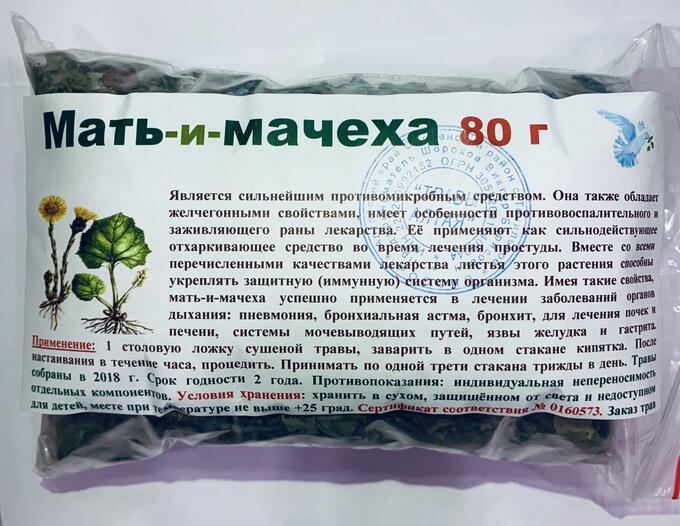 Мать-и-мачеха 80 г
Является сильнейшим противомикробным средством. Она также обладает
желчегонными свойствами, имеет особенности противовоспалительного и
заживляющего раны лекарства. Её применяют как сильнодействующее
отхаркивающее средство во время лечения простуды. Вместе со всеми
перечисленными качествами лекарства листья этого растения способны
укреплять защитную (иммунную) систему организма. Имея такие свойства,
мать-и-мачеха успешно применяется в лечении заболеваний органов
дыхания: пневмония, бронхиальная астма, бронхит, для лечения почек и
печени, системы мочевыводящих путей, язвы желудка и гастрита.
Применение: 1 столовую ложку сушеной травы, заварить в одном стакане кипятка. После
настаивания в течение часа, процедить. Принимать по одной трети стакана трижды в день. Травы
собраны в 2018 г. Срок годности 2 года. Противопоказания: индивидуальная непереносимость
отдельных компонентов. Условия хранения: хранить в сухом, защищённом от света и недоступном
для детей, месте при температуре не выше +25 град. Сертификат соответствия № 0160573. Заказ трав